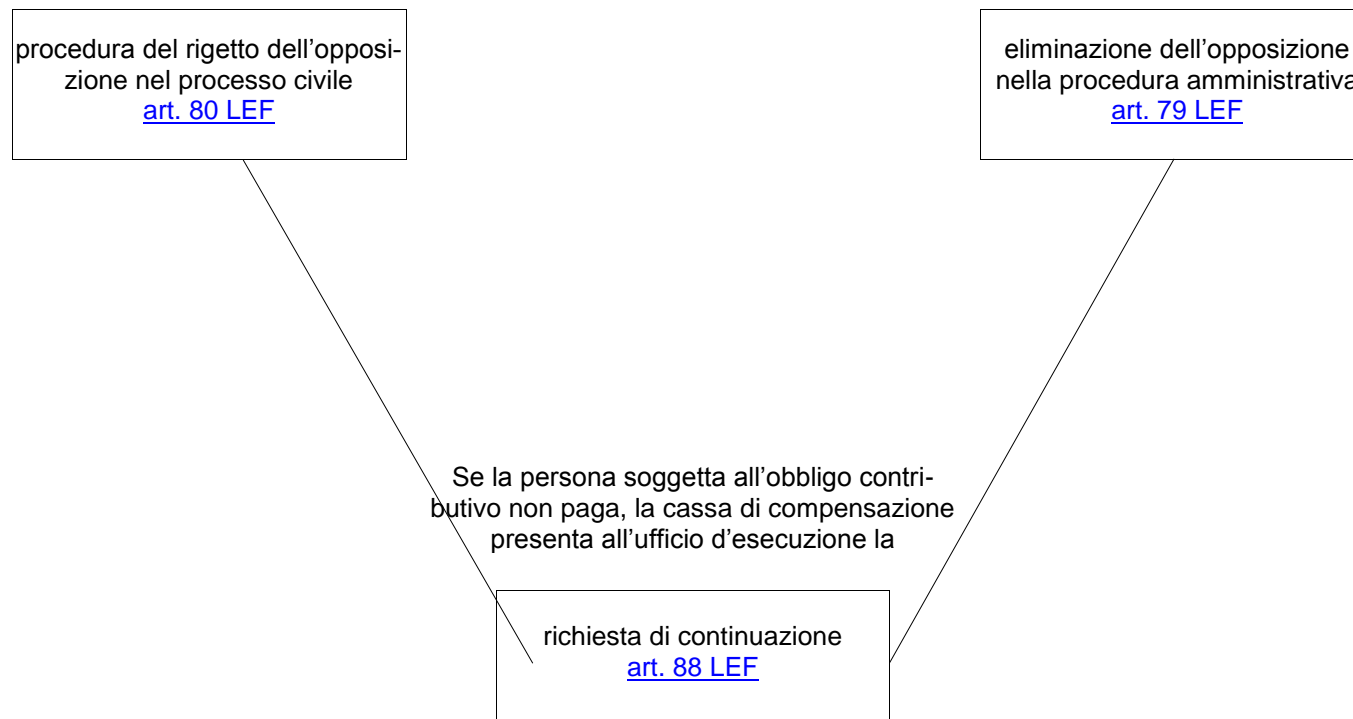 procedura del rigetto dell’opposi-
zione nel processo civile
art. 80 LEF
eliminazione dell’opposizione
nella procedura amministrativa
art. 79 LEF
Se la persona soggetta all’obbligo contri-
butivo non paga, la cassa di compensazione
presenta all’ufficio d’esecuzione la
richiesta di continuazione
art. 88 LEF